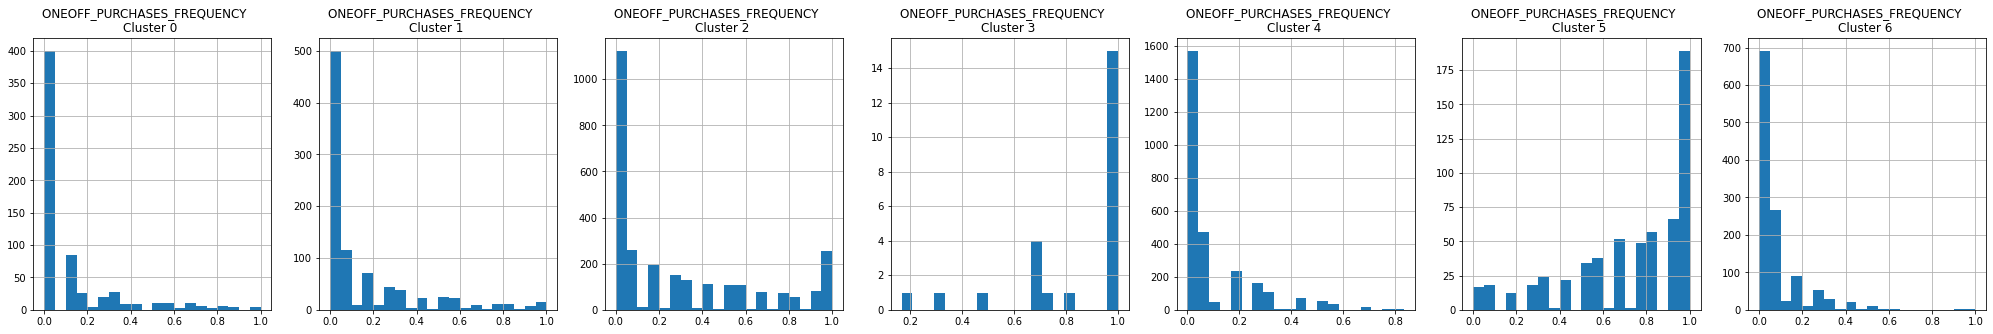 ONEOFF_PURCHASES_FREQUENCY
Cluster 0
400
350
300
250
200
150
100
50
0
0.0 0.2 0.4 0.6 0.8 1.0
ONEOFF_PURCHASES_FREQUENCY
Cluster 1
500
400
300
200
100
0
0.0 0.2 0.4 0.6 0.8 1.0
ONEOFF_PURCHASES_FREQUENCY
Cluster 2
1000
800
600
400
200
0
0.0 0.2 0.4 0.6 0.8 1.0
ONEOFF_PURCHASES_FREQUENCY
Cluster 3
14
12
10
8
6
4
2
0
0.2 0.4 0.6 0.8 1.0
ONEOFF_PURCHASES_FREQUENCY
Cluster 4
1600
1400
1200
1000
800
600
400
200
0
0.0 0.2 0.4 0.6 0.8
ONEOFF_PURCHASES_FREQUENCY
Cluster 5
175
150
125
100
75
50
25
0
0.0 0.2 0.4 0.6 0.8 1.0
ONEOFF_PURCHASES_FREQUENCY
Cluster 6
700
600
500
400
300
200
100
0
0.0 0.2 0.4 0.6 0.8 1.0